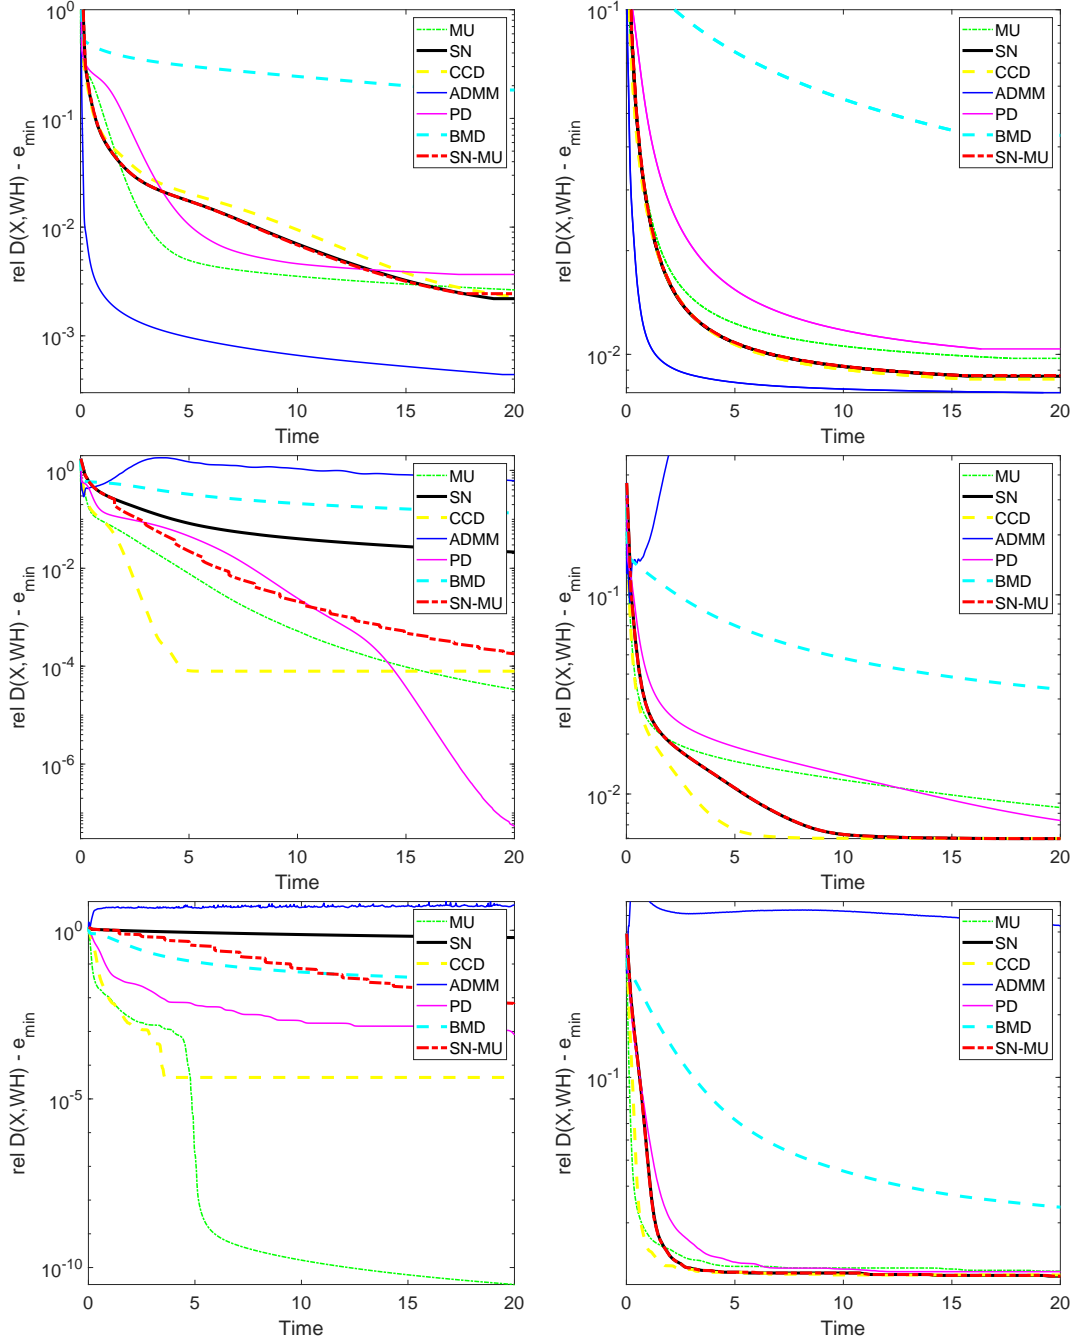 10^0
10^-1
10^-2
10^-3
rel D(X,WH) - e_min
0 5 10 15 20
Time
MU
SN
CCD
ADMM
PD
BMD
SN-MU
10^-1
10^-2
rel D(X,WH) - e_min
0 5 10 15 20
Time
MU
SN
CCD
ADMM
PD
BMD
SN-MU
10^0
10^-2
10^-4
10^-6
rel D(X,WH) - e_min
0 5 10 15 20
Time
MU
SN
CCD
ADMM
PD
BMD
SN-MU
10^-1
10^-2
rel D(X,WH) - e_min
0 5 10 15 20
Time
MU
SN
CCD
ADMM
PD
BMD
SN-MU
10^0
10^-5
10^-10
rel D(X,WH) - e_min
0 5 10 15 20
Time
MU
SN
CCD
ADMM
PD
BMD
SN-MU
10^-1
rel D(X,WH) - e_min
0 5 10 15 20
Time
MU
SN
CCD
ADMM
PD
BMD
SN-MU